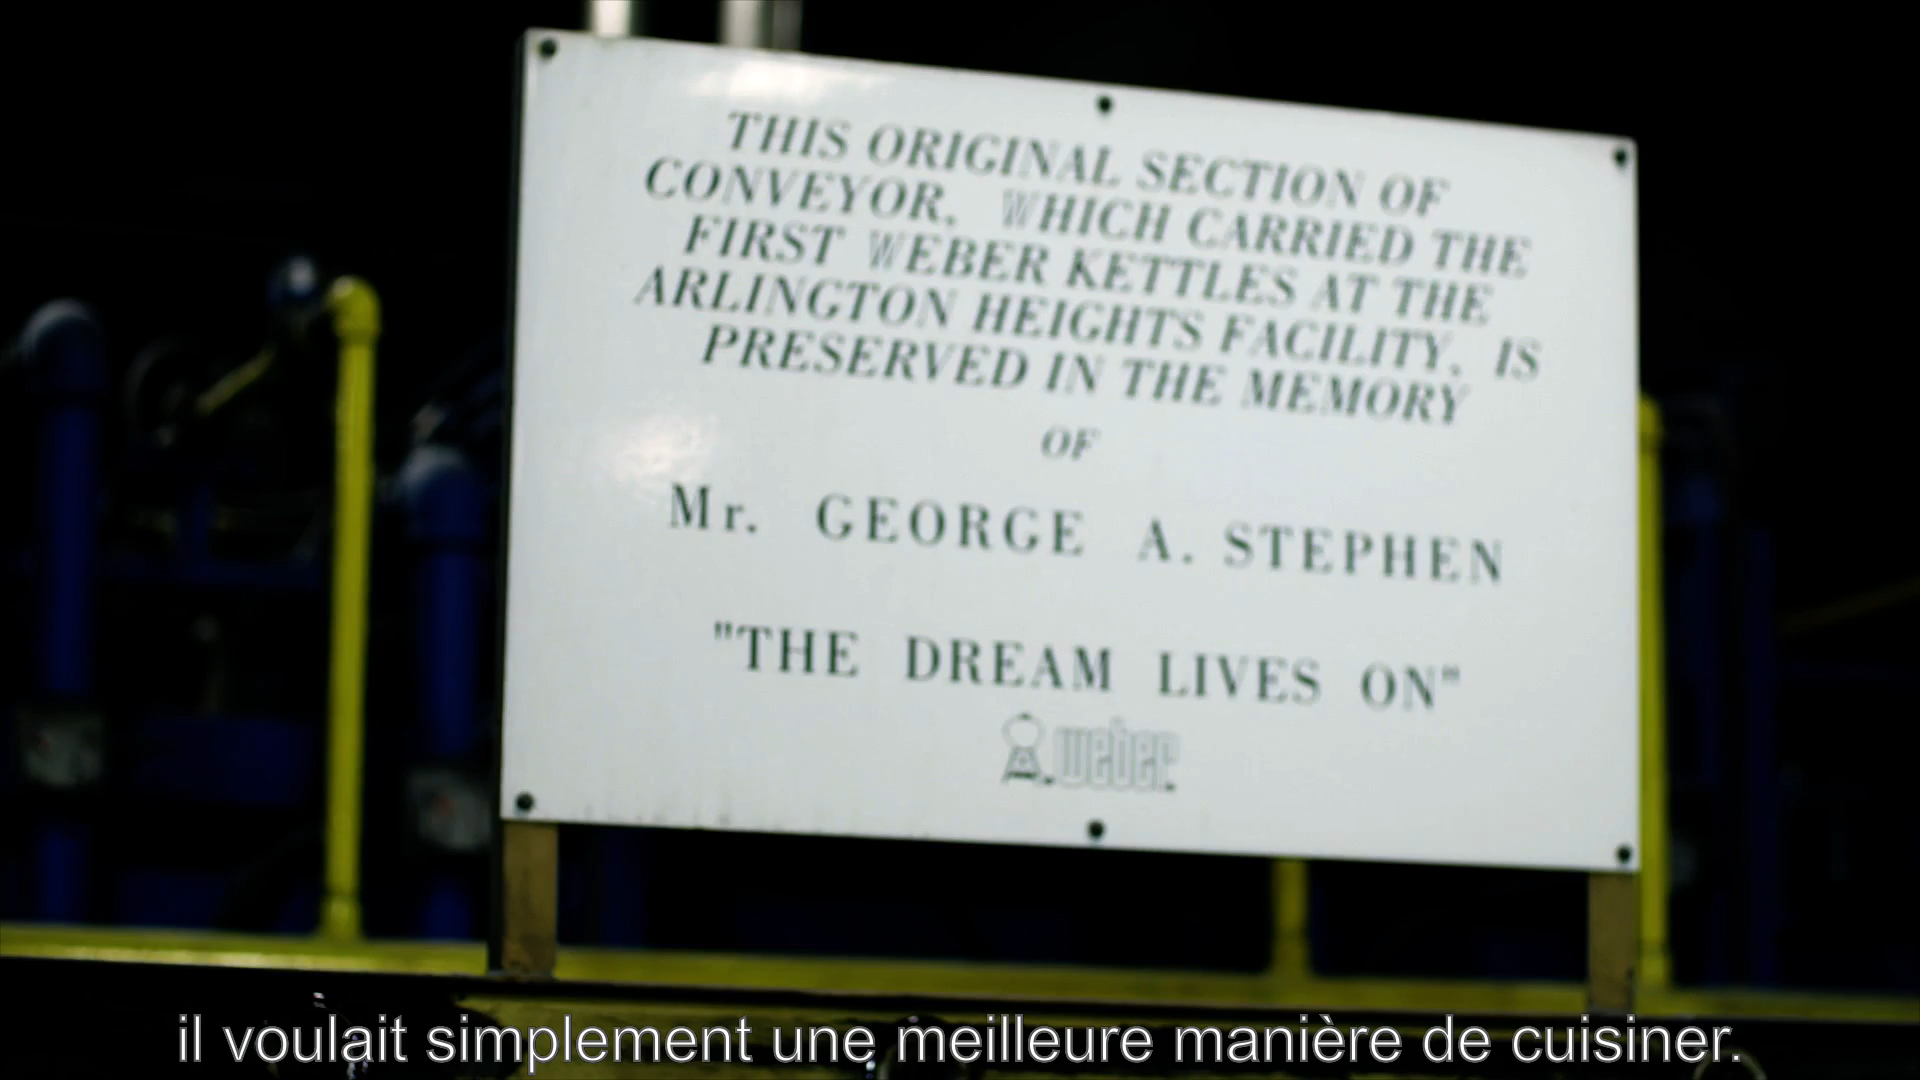 THIS ORIGINAL SECTION OF
CONVEYOR, WHICH CARRIED THE
FIRST WEBER KETTLES AT THE
ARLINGTON HEIGHTS FACILITY, IS
PRESERVED IN THE MEMORY
OF
Mr. GEORGE A. STEPHEN
"THE DREAM LIVES ON"
weber
il voulait simplement une meilleure manière de cuisiner.